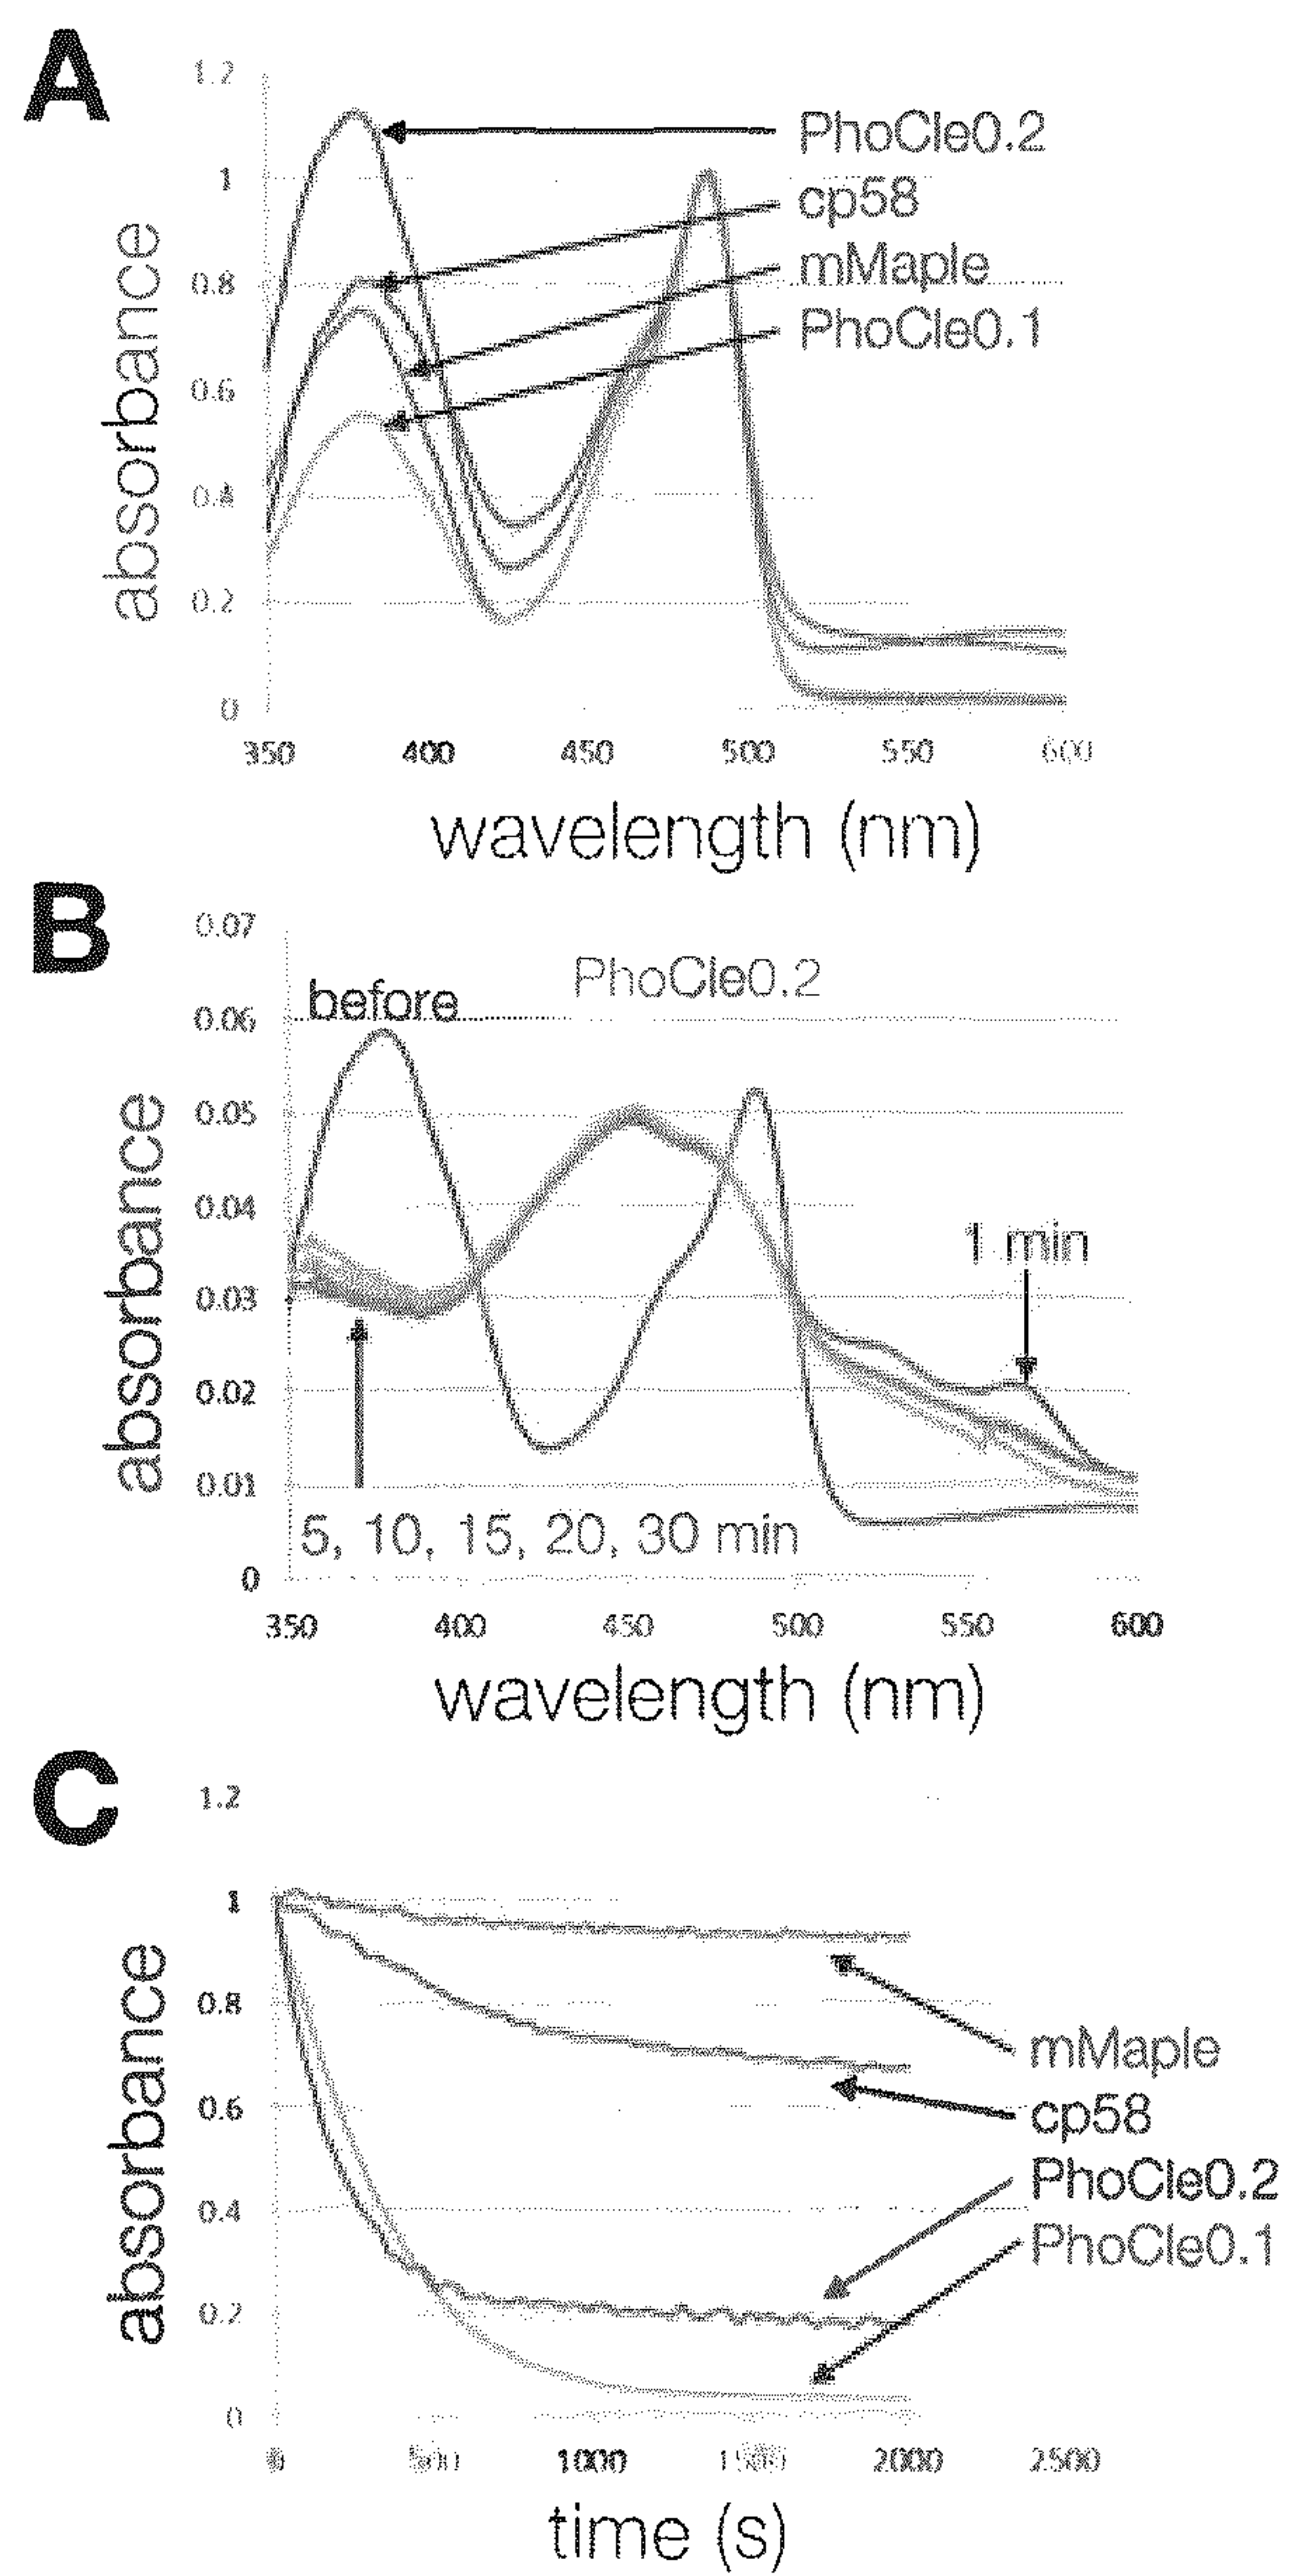 A
1.2
1
0.8
0.6
0.4
0.2
0
absorbance
PhoCle0.2
cp58
mMaple
PhoCle0.1
350 400 450 500 550 600
wavelength (nm)
B
0.07
0.06
0.05
0.04
0.03
0.02
0.01
0
absorbance
PhoCle0.2
before
1 min
5, 10, 15, 20, 30 min
350 400 450 500 550 600
wavelength (nm)
C
1.2
1
0.8
0.6
0.4
0.2
0
absorbance
mMaple
cp58
PhoCle0.2
PhoCle0.1
0 500 1000 1500 2000 2500
time (s)